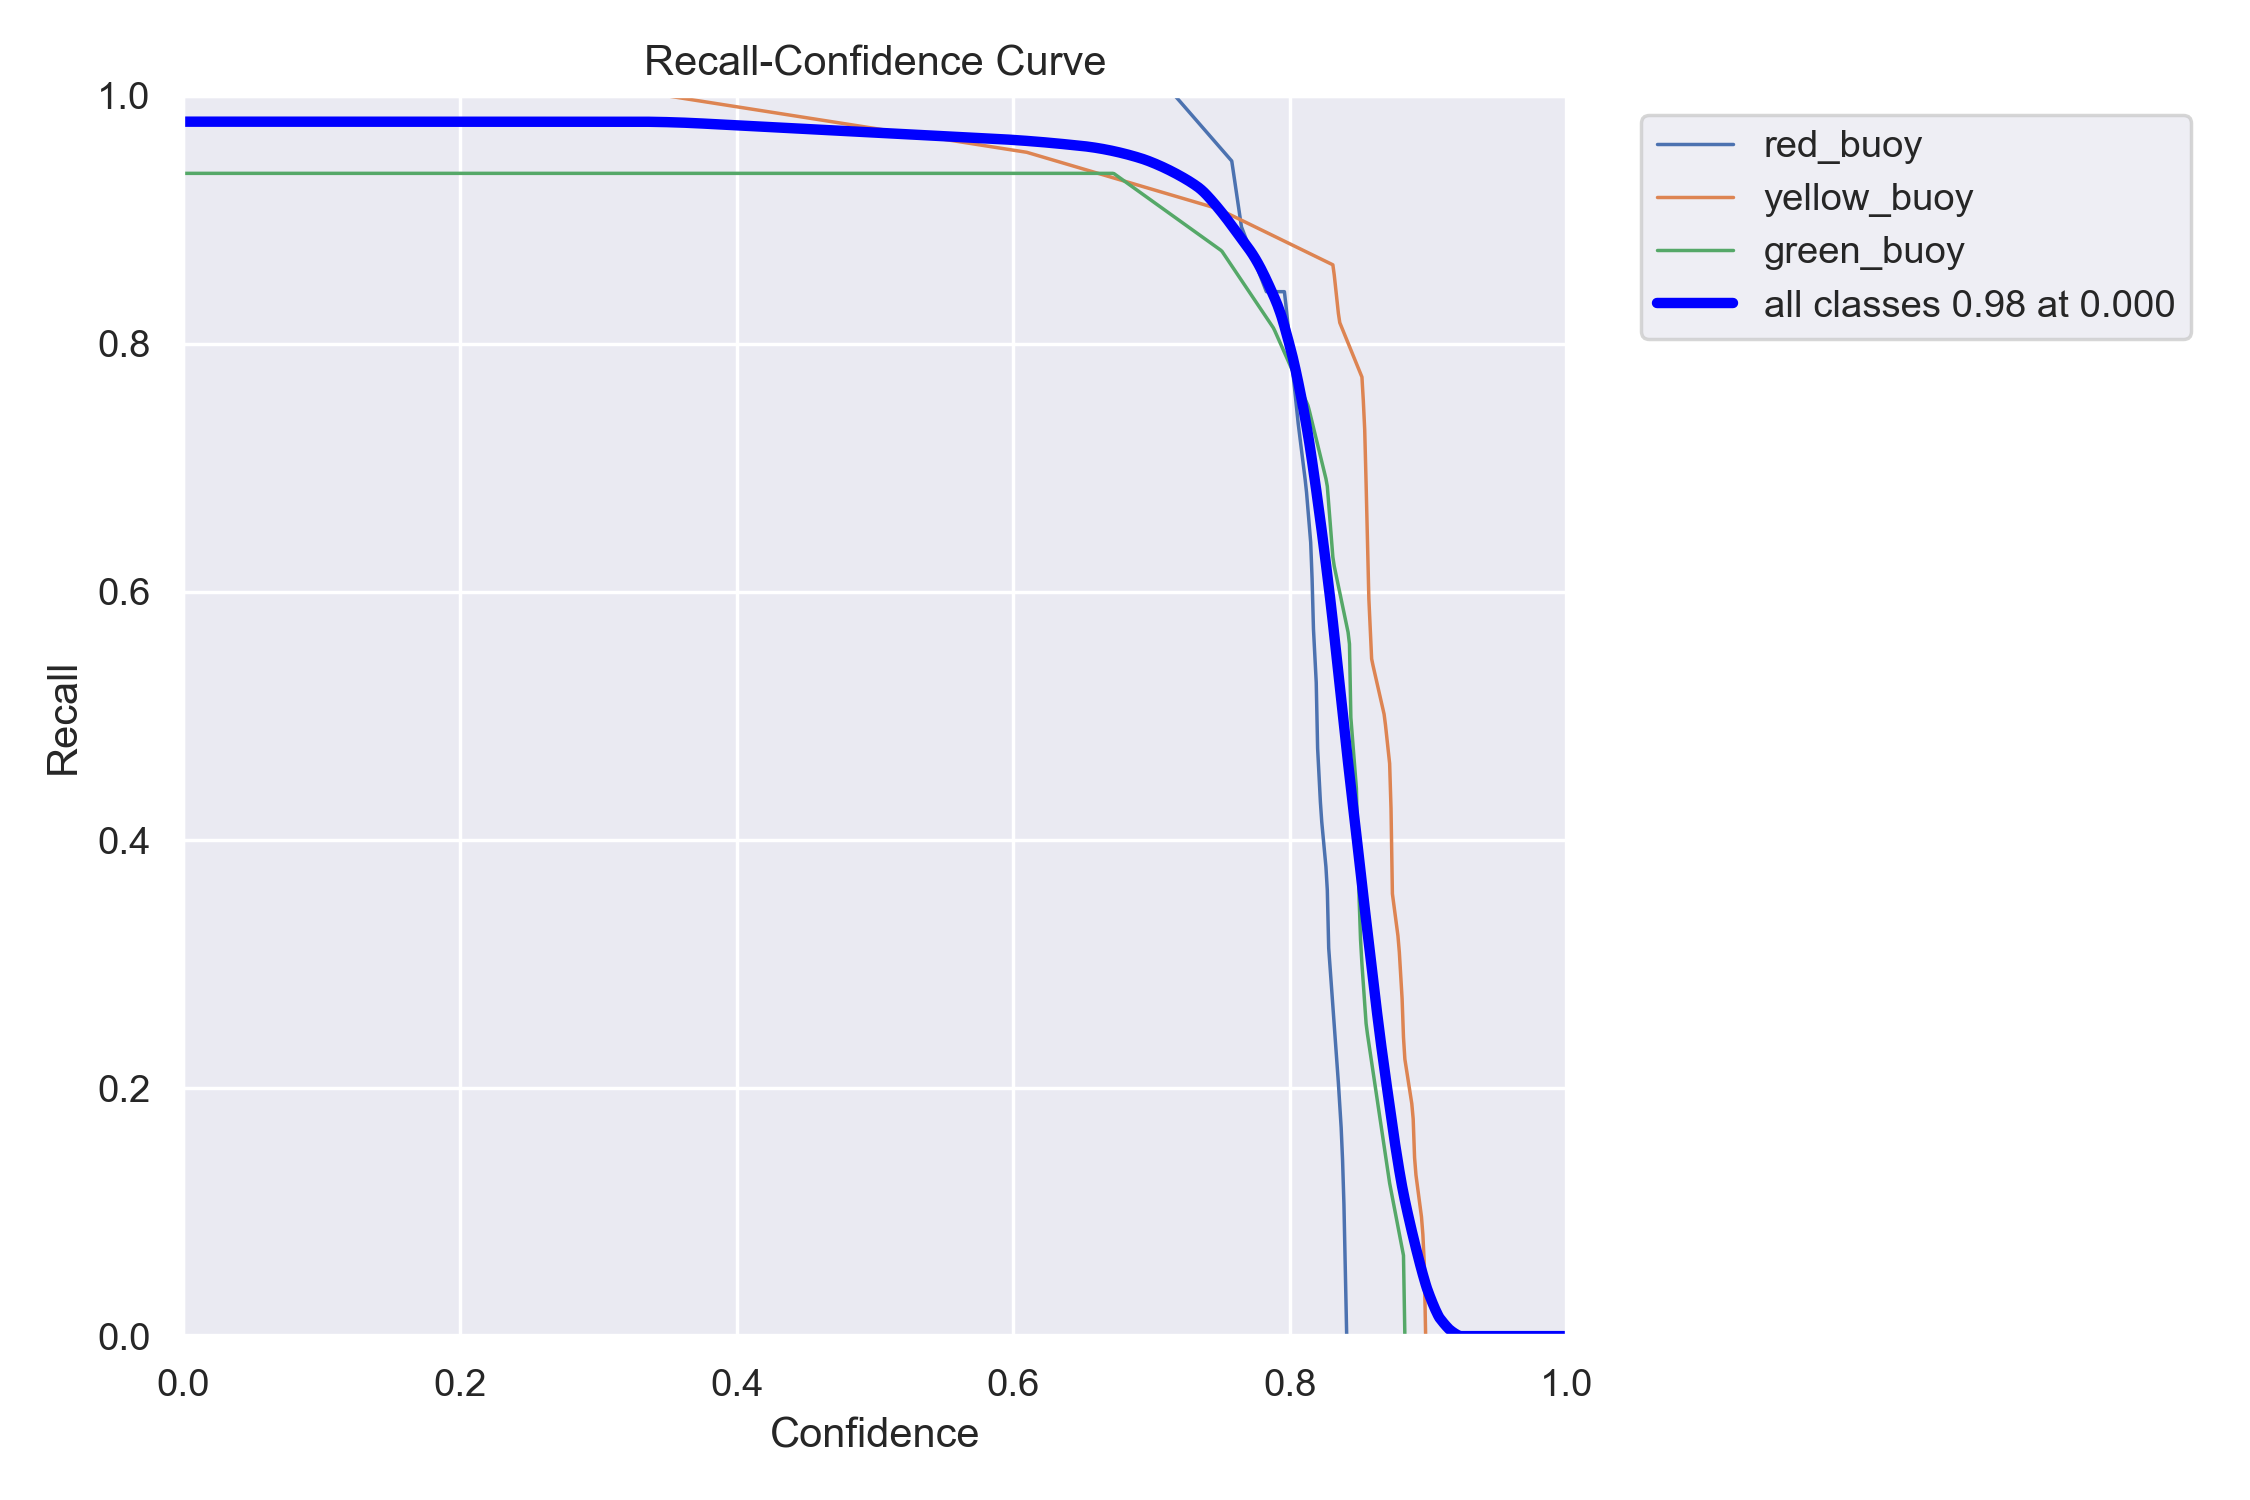 Recall-Confidence Curve
1.0
0.8
0.6
0.4
0.2
0.0
Recall
0.0 0.2 0.4 0.6 0.8 1.0
Confidence
red_buoy
yellow_buoy
green_buoy
all classes 0.98 at 0.000